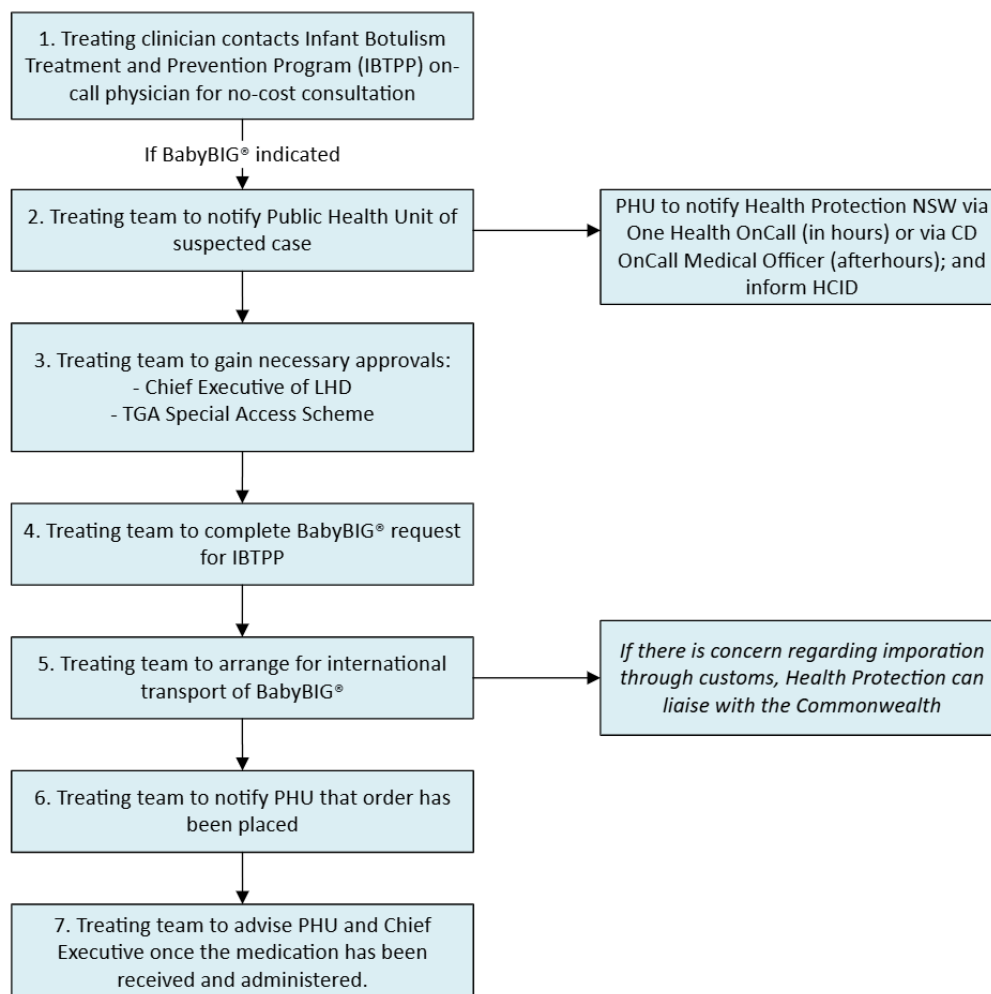 1. Treating clinician contacts Infant Botulism
Treatment and Prevention Program (IBTPP) on-
call physician for no-cost consultation
If BabyBIG® indicated
2. Treating team to notify Public Health Unit of
suspected case
PHU to notify Health Protection NSW via
One Health OnCall (in hours) or via CD
OnCall Medical Officer (afterhours); and
inform HCID
3. Treating team to gain necessary approvals:
- Chief Executive of LHD
- TGA Special Access Scheme
4. Treating team to complete BabyBIG® request
for IBTPP
5. Treating team to arrange for international
transport of BabyBIG®
If there is concern regarding imporation
through customs, Health Protection can
liaise with the Commonwealth
6. Treating team to notify PHU that order has
been placed
7. Treating team to advise PHU and Chief
Executive once the medication has been
received and administered.